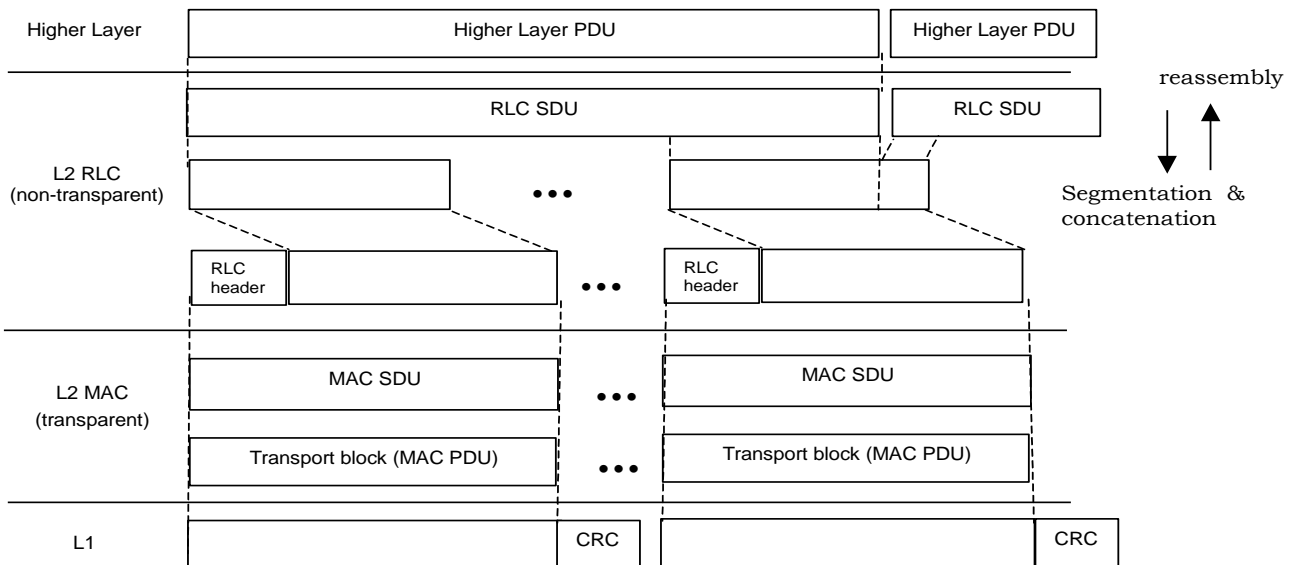 Higher Layer
Higher Layer PDU
Higher Layer PDU
reassembly
RLC SDU
RLC SDU
L2 RLC
(non-transparent)
•••
Segmentation &
concatenation
RLC
header
•••
RLC
header
L2 MAC
(transparent)
MAC SDU
•••
MAC SDU
Transport block (MAC PDU)
•••
Transport block (MAC PDU)
L1
CRC
CRC